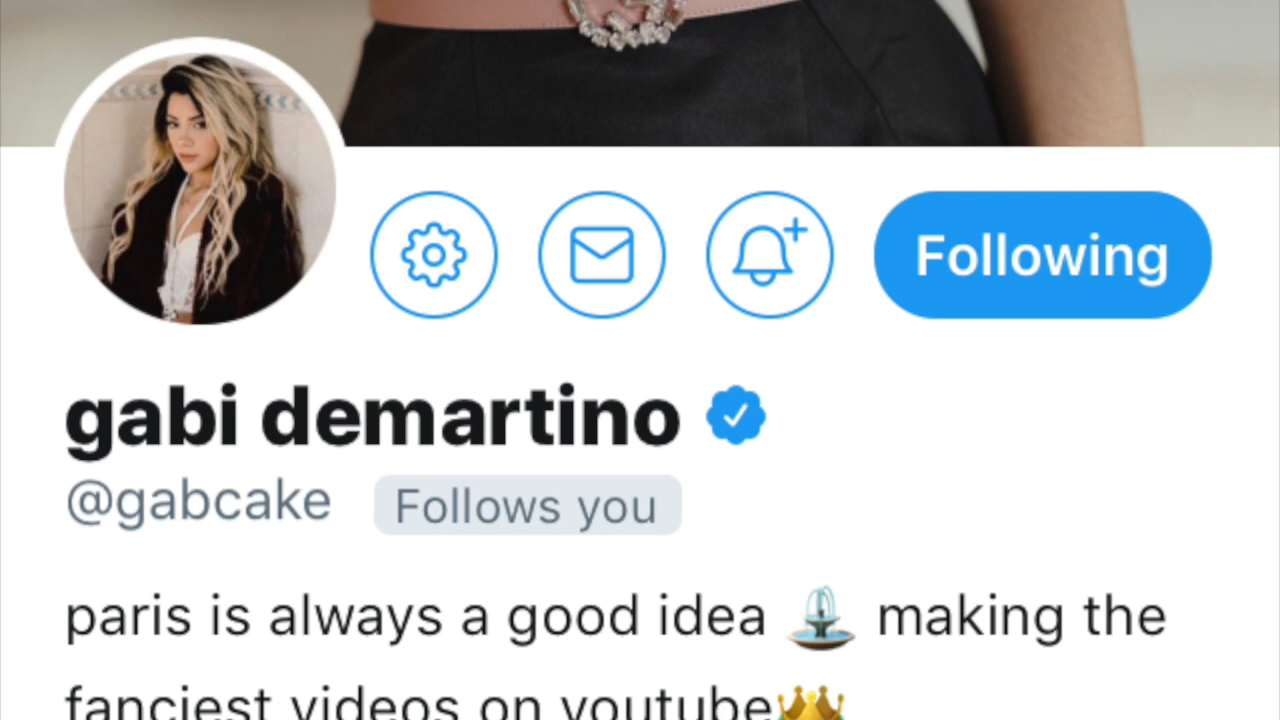 Following
gabi demartino
@gabcake Follows you
paris is always a good idea ⛲ making the
fanciest videos on youtube👑